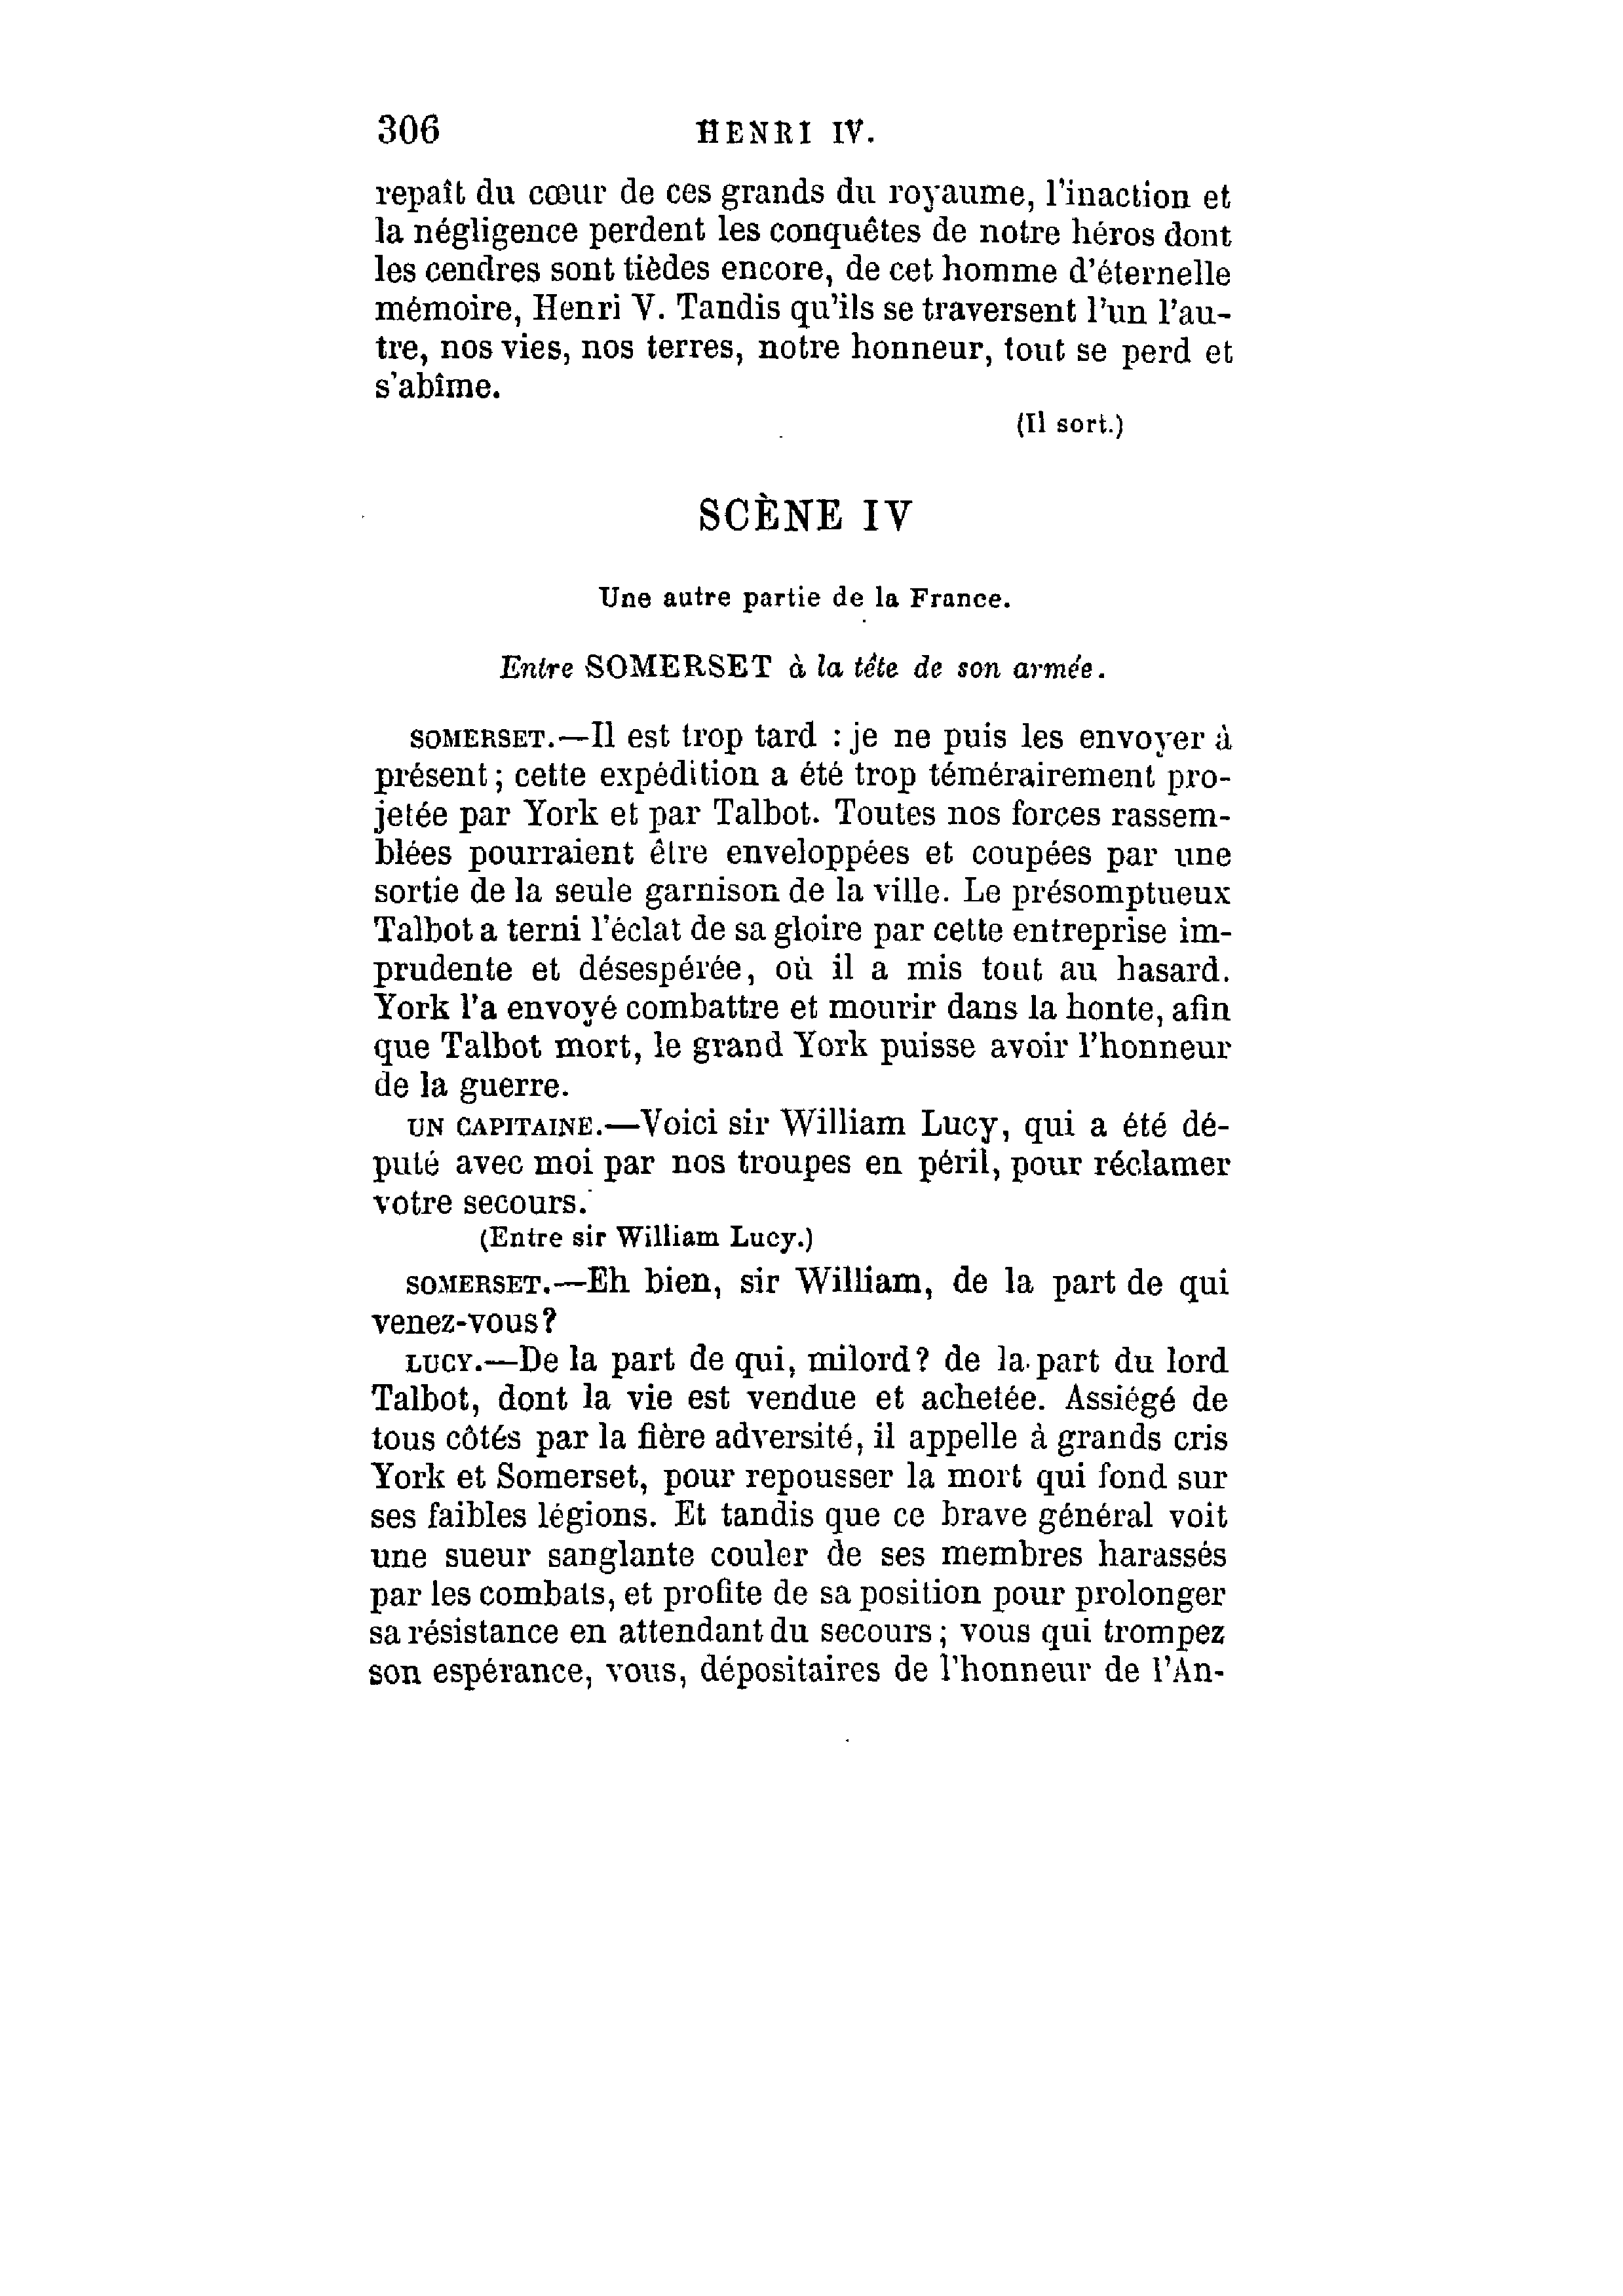 306 HENRI IV.
repaît du cœur de ces grands du royaume, l'inaction et
la négligence perdent les conquêtes de notre héros dont
les cendres sont tièdes encore, de cet homme d'éternelle
mémoire, Henri V. Tandis qu'ils se traversent l'un l'au-
tre, nos vies, nos terres, notre honneur, tout se perd et
s'abîme.
(Il sort.)
SCÈNE IV
Une autre partie de la France.
Entre SOMERSET à la tête de son armée.
SOMERSET.—Il est trop tard : je ne puis les envoyer à
présent ; cette expédition a été trop témérairement pro-
jetée par York et par Talbot. Toutes nos forces rassem-
blées pourraient être enveloppées et coupées par une
sortie de la seule garnison de la ville. Le présomptueux
Talbot a terni l'éclat de sa gloire par cette entreprise im-
prudente et désespérée, où il a mis tout au hasard.
York l'a envoyé combattre et mourir dans la honte, afin
que Talbot mort, le grand York puisse avoir l'honneur
de la guerre.
UN CAPITAINE.—Voici sir William Lucy, qui a été dé-
puté avec moi par nos troupes en péril, pour réclamer
votre secours.
(Entre sir William Lucy.)
SOMERSET.—Eh bien, sir William, de la part de qui
venez-vous?
LUCY.—De la part de qui, milord? de la part du lord
Talbot, dont la vie est vendue et achetée. Assiégé de
tous côtés par la fière adversité, il appelle à grands cris
York et Somerset, pour repousser la mort qui fond sur
ses faibles légions. Et tandis que ce brave général voit
une sueur sanglante couler de ses membres harassés
par les combats, et profite de sa position pour prolonger
sa résistance en attendant du secours ; vous qui trompez
son espérance, vous, dépositaires de l'honneur de l'An-